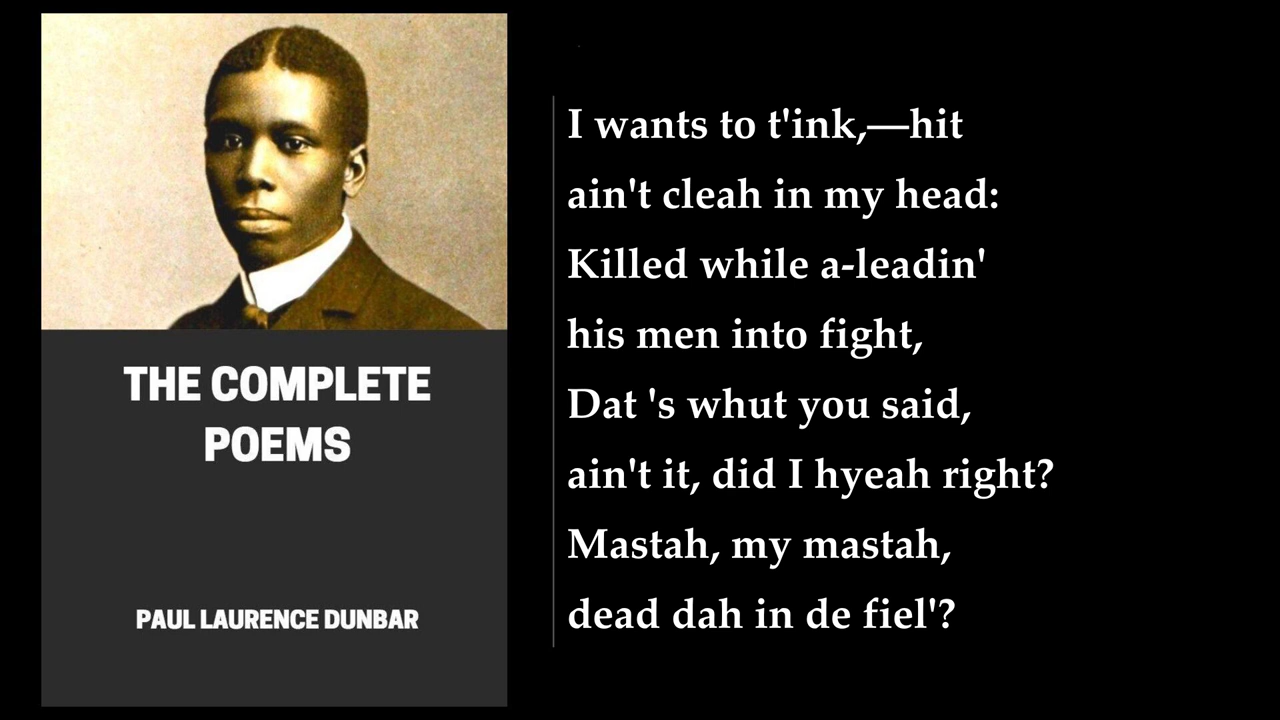 THE COMPLETE
POEMS
PAUL LAURENCE DUNBAR
I wants to t'ink,—hit
ain't cleah in my head:
Killed while a-leadin'
his men into fight,
Dat 's whut you said,
ain't it, did I hyeah right?
Mastah, my mastah,
dead dah in de fiel'?